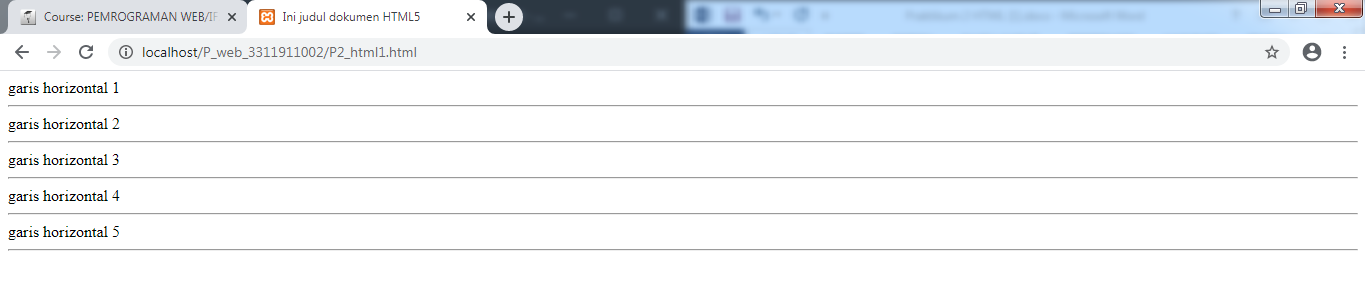 Course: PEMROGRAMAN WEB/IF
Ini judul dokumen HTML5
localhost/P_web_3311911002/P2_html1.html
garis horizontal 1
garis horizontal 2
garis horizontal 3
garis horizontal 4
garis horizontal 5